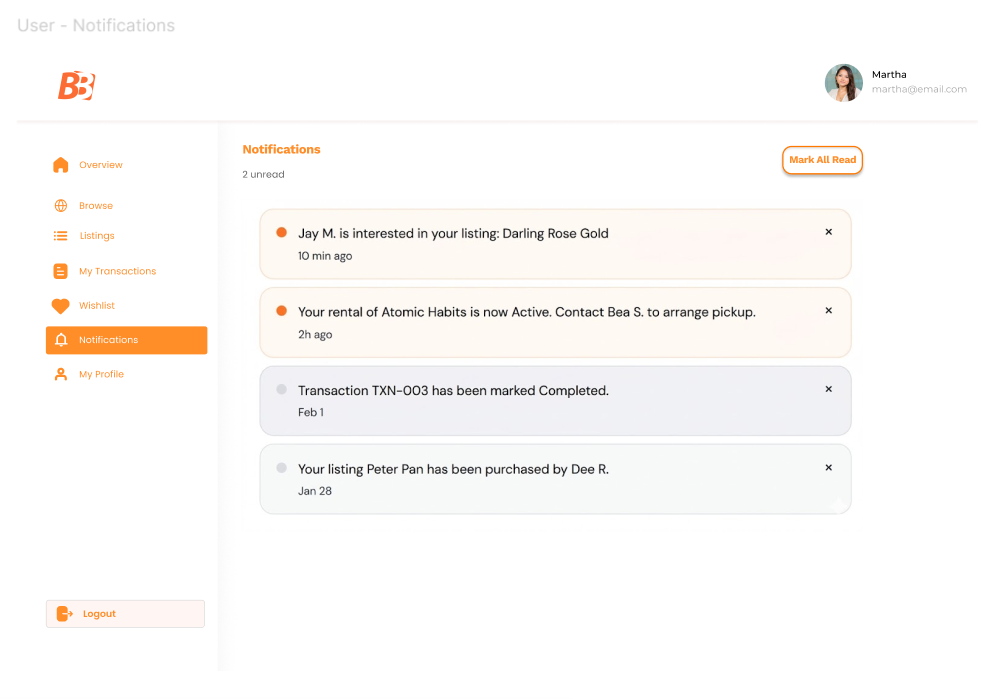 User - Notifications
BB
Martha
martha@email.com
Overview
Browse
Listings
My Transactions
Wishlist
Notifications
My Profile
Logout
Notifications
2 unread
Mark All Read
Jay M. is interested in your listing: Darling Rose Gold
10 min ago
Your rental of Atomic Habits is now Active. Contact Bea S. to arrange pickup.
2h ago
Transaction TXN-003 has been marked Completed.
Feb 1
Your listing Peter Pan has been purchased by Dee R.
Jan 28